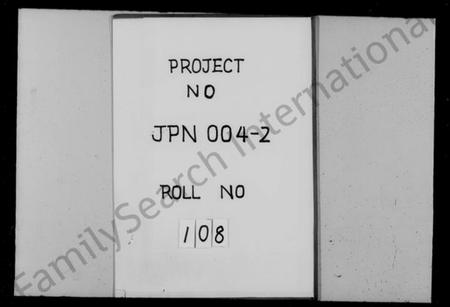 PROJECT
NO
JPN 004-2
ROLL NO
108
FamilySearch International